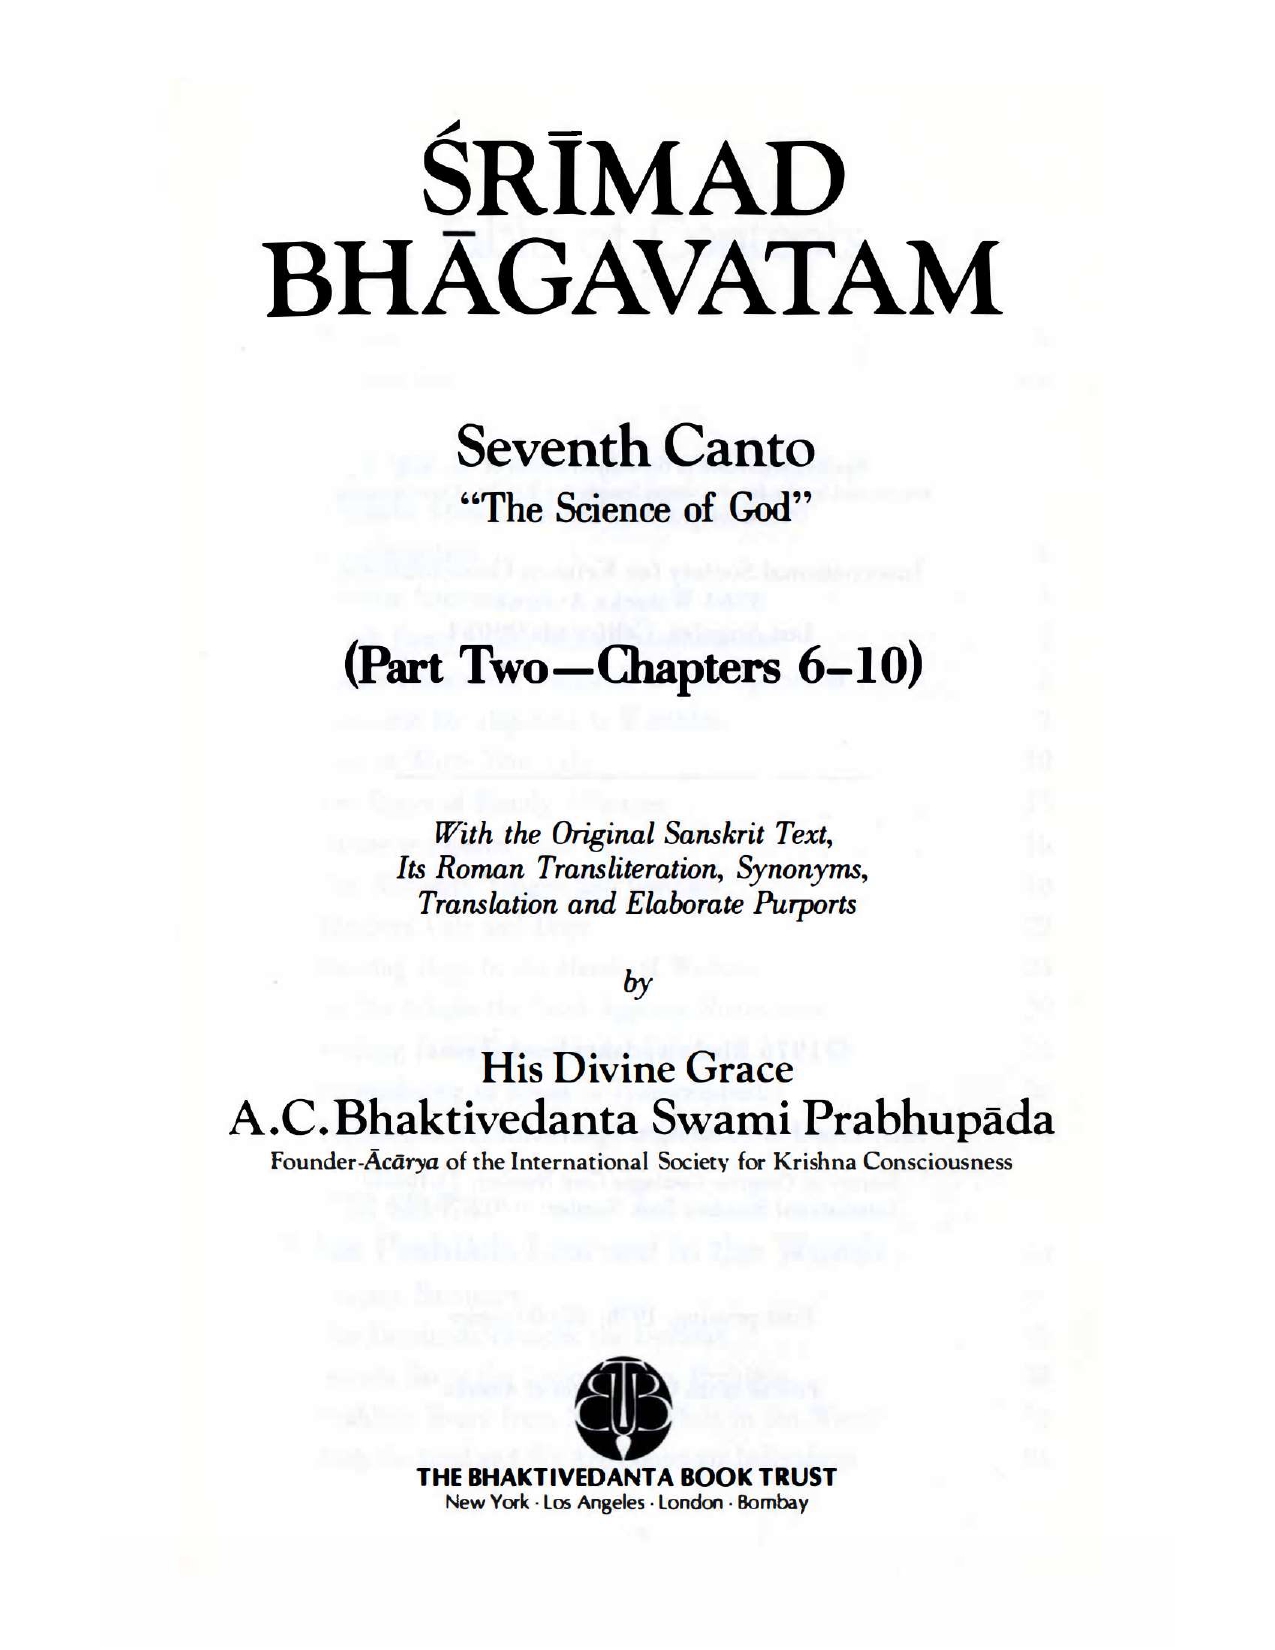 ŚRĪMAD
BHĀGAVATAM
Seventh Canto
“The Science of God”
(Part Two—Chapters 6–10)
With the Original Sanskrit Text,
Its Roman Transliteration, Synonyms,
Translation and Elaborate Purports
by
His Divine Grace
A.C. Bhaktivedanta Swami Prabhupāda
Founder-Ācārya of the International Society for Krishna Consciousness
BBT
THE BHAKTIVEDANTA BOOK TRUST
New York · Los Angeles · London · Bombay